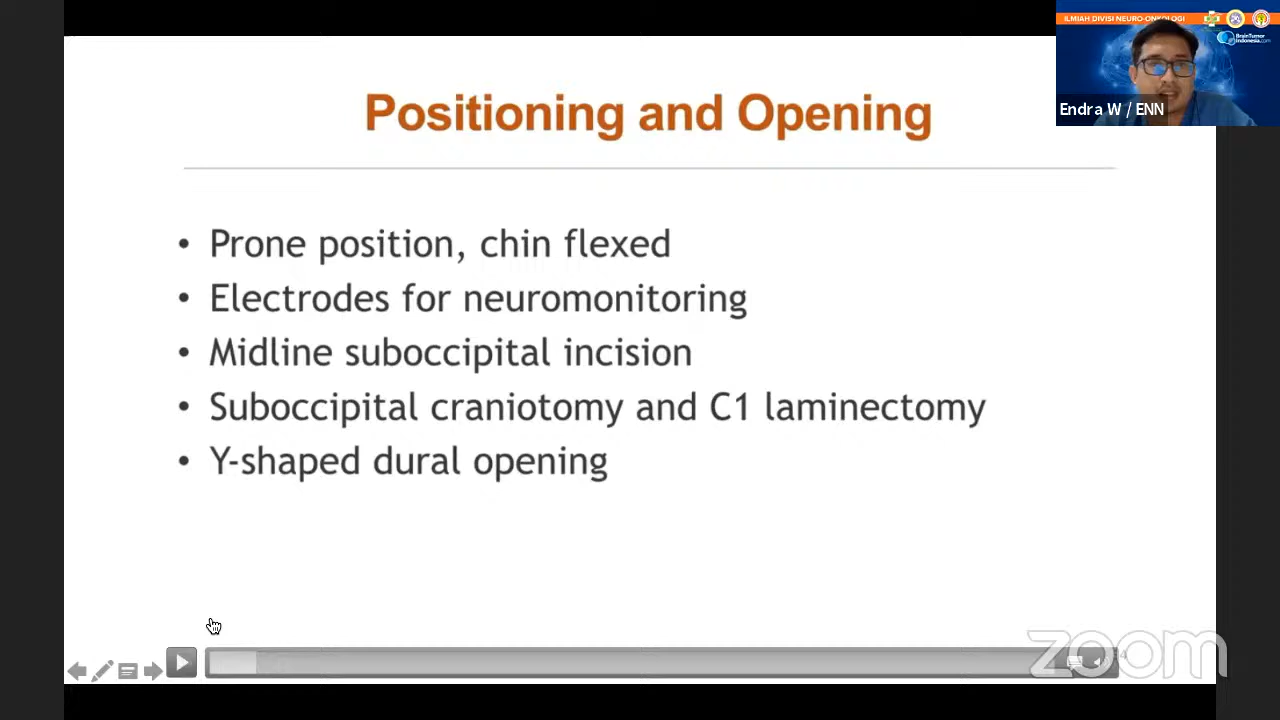 ILMIAH DIVISI NEURO-ONKOLOGI
BrainTumor
Indonesia.com
Endra W / ENN
Positioning and Opening
• Prone position, chin flexed
• Electrodes for neuromonitoring
• Midline suboccipital incision
• Suboccipital craniotomy and C1 laminectomy
• Y-shaped dural opening
zoom